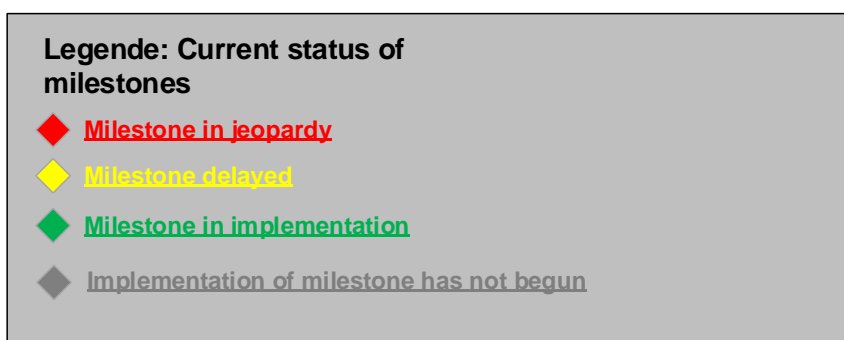 Legende: Current status of
milestones
Milestone in jeopardy
Milestone delayed
Milestone in implementation
Implementation of milestone has not begun